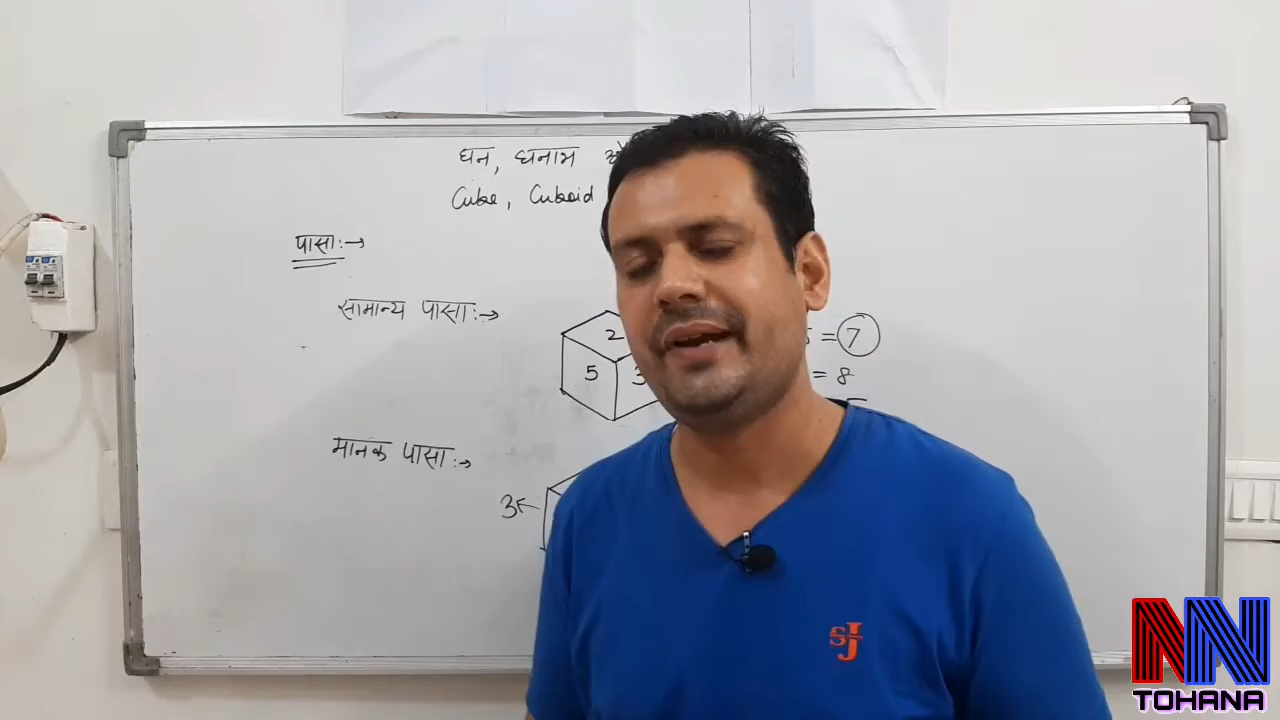 घन, घनाभ
Cube, Cuboid
पासा:→
सामान्य पासा:→
2
5 3
= 7
= 8
मानक पासा:→
3←
SJ
NN
TOHANA